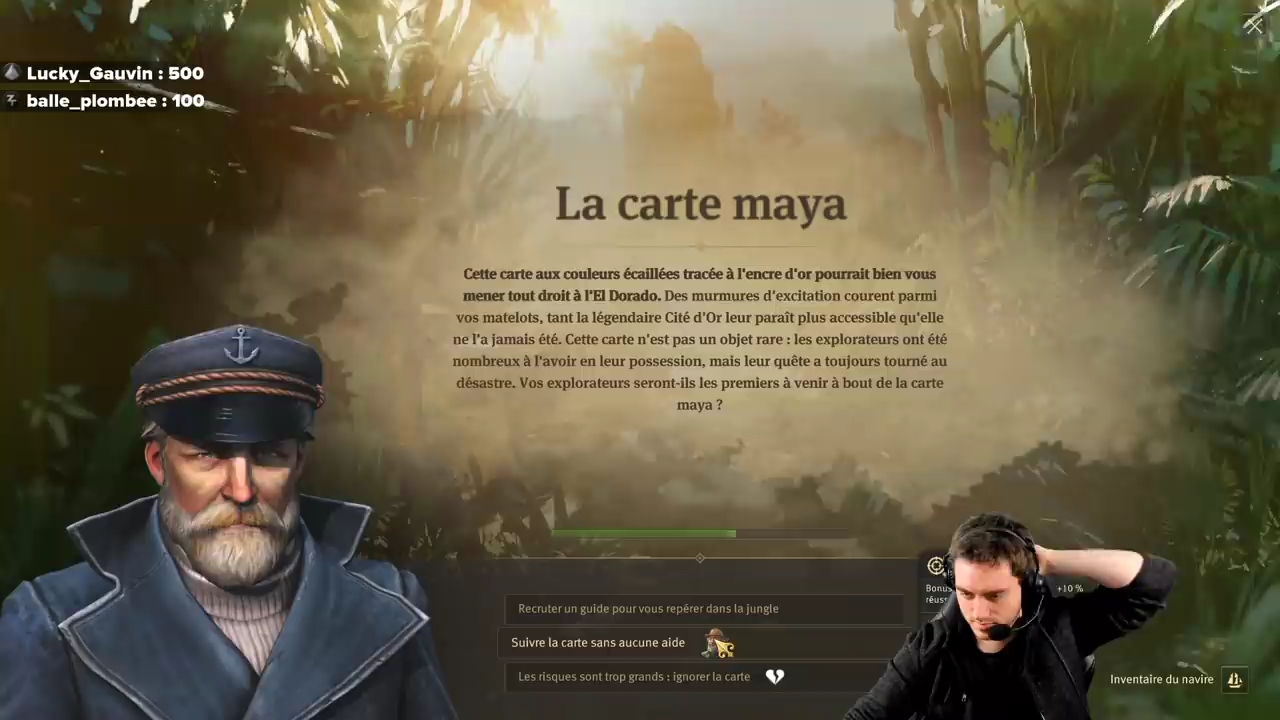 Lucky_Gauvin : 500
balle_plombee : 100
La carte maya
Cette carte aux couleurs écaillées tracée à l'encre d'or pourrait bien vous
mener tout droit à l'El Dorado. Des murmures d'excitation courent parmi
vos matelots, tant la légendaire Cité d'Or leur paraît plus accessible qu'elle
ne l'a jamais été. Cette carte n'est pas un objet rare : les explorateurs ont été
nombreux à l'avoir en leur possession, mais leur quête a toujours tourné au
désastre. Vos explorateurs seront-ils les premiers à venir à bout de la carte
maya ?
Bonus
+10 %
Recruter un guide pour vous repérer dans la jungle
Suivre la carte sans aucune aide
Les risques sont trop grands : ignorer la carte
Inventaire du navire